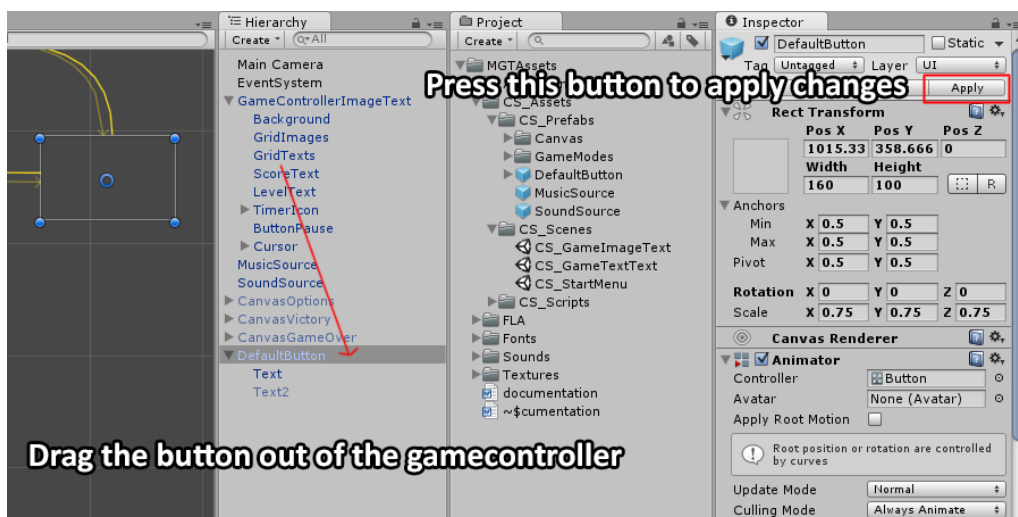 Hierarchy
Create
All
Main Camera
EventSystem
GameControllerImageText
Background
GridImages
GridTexts
ScoreText
LevelText
TimerIcon
ButtonPause
Cursor
MusicSource
SoundSource
CanvasOptions
CanvasVictory
CanvasGameOver
DefaultButton
Text
Text2
Project
Create
MGTAssets
CS_Assets
CS_Prefabs
Canvas
GameModes
DefaultButton
MusicSource
SoundSource
CS_Scenes
CS_GameImageText
CS_GameTextText
CS_StartMenu
CS_Scripts
FLA
Fonts
Sounds
Textures
documentation
~$cumentation
Inspector
DefaultButton Static
Tag Untagged Layer UI
Press this button to apply changes
Apply
Rect Transform
Pos X Pos Y Pos Z
1015.33 358.666 0
Width Height
160 100 R
Anchors
Min X 0.5 Y 0.5
Max X 0.5 Y 0.5
Pivot X 0.5 Y 0.5
Rotation X 0 Y 0 Z 0
Scale X 0.75 Y 0.75 Z 0.75
Canvas Renderer
Animator
Controller Button
Avatar None (Avatar)
Apply Root Motion
Root position or rotation are controlled
by curves
Update Mode Normal
Culling Mode Always Animate
Drag the button out of the gamecontroller